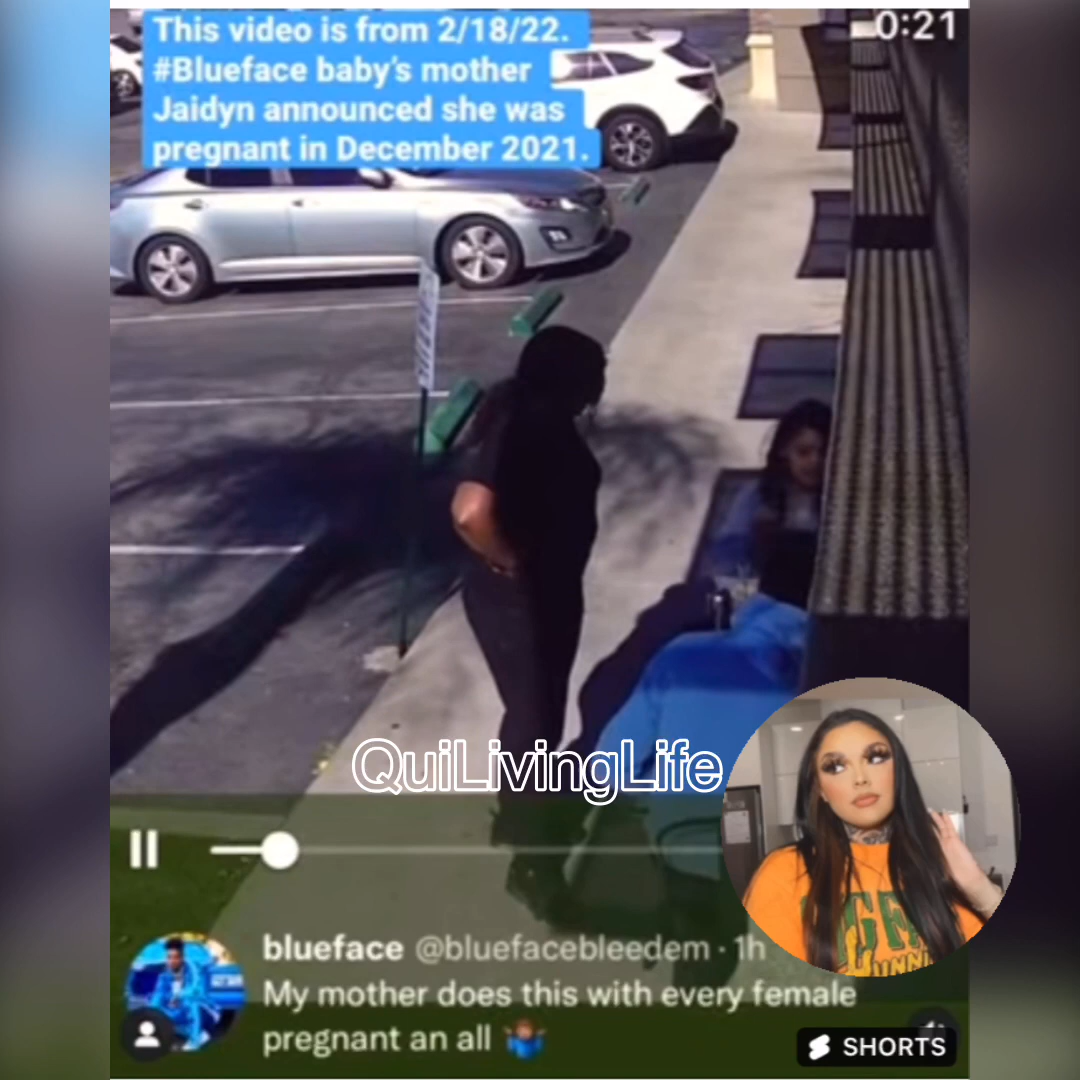 This video is from 2/18/22.
0:21
#Blueface baby's mother
Jaidyn announced she was
pregnant in December 2021.
QuiLivingLife
blueface @bluefacebleedem · 1h
My mother does this with every female
pregnant an all 🤷🏽‍♂️
SHORTS